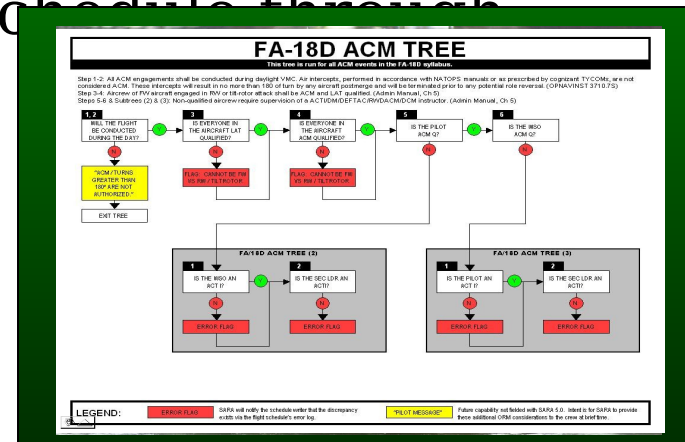 FA-18D ACM TREE
This tree is run for all ACM events in the FA-18D syllabus.
Step 1-2: All ACM engagements shall be conducted during daylight VMC. Air intercepts, performed in accordance with NATOPS manuals or as prescribed by cognizant TYCOMs, are not
considered ACM. These intercepts will result in no more than 180 of turn by any aircraft postmerge and will be terminated prior to any potential role reversal. (OPNAVINST 3710.7S)
Step 3-4: Aircrew of FW aircraft engaged in RW or tilt-rotor attack shall be ACM and LAT qualified. (Admin Manual, Ch 5)
Steps 5-6 & Subtrees (2) & (3): Non-qualified aircrew require supervision of a ACTI/DM/DEFTAC/RWDACM/DCM instructor. (Admin Manual, Ch 5)
1, 2
WILL THE FLIGHT
BE CONDUCTED
DURING THE DAY?
Y
N
"ACM / TURNS
GREATER THAN
180° ARE NOT
AUTHORIZED."
EXIT TREE
3
IS EVERYONE IN
THE AIRCRAFT LAT
QUALIFIED?
Y
N
FLAG: CANNOT BE FW
VS RW / TILTROTOR
4
IS EVERYONE IN
THE AIRCRAFT
ACM QUALIFIED?
Y
N
FLAG: CANNOT BE FW
VS RW / TILTROTOR
5
IS THE PILOT
ACM Q?
Y
N
6
IS THE WSO
ACM Q?
N
FA/18D ACM TREE (2)
1
IS THE WSO AN
ACTI?
Y
N
ERROR FLAG
2
IS THE SEC LDR AN
ACTI?
N
ERROR FLAG
FA/18D ACM TREE (3)
1
IS THE PILOT AN
ACTI?
Y
N
ERROR FLAG
2
IS THE SEC LDR AN
ACTI?
N
ERROR FLAG
LEGEND:
ERROR FLAG
SARA will notify the schedule writer that the discrepancy
exists via the flight schedule's error log.
"PILOT MESSAGE"
Future capability not fielded with SARA 5.0. Intent is for SARA to provide
these additional ORM considerations to the crew at brief time.